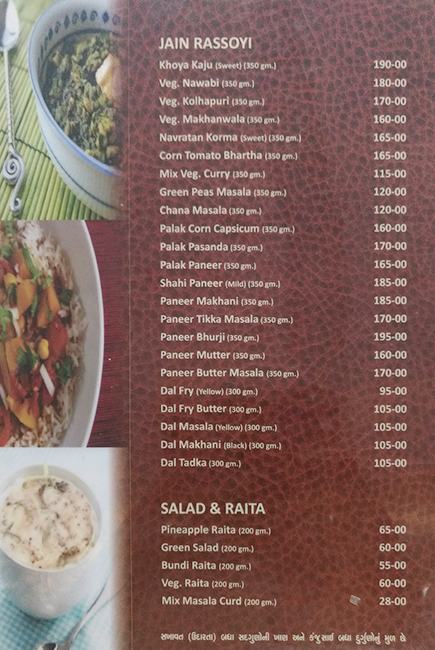 JAIN RASSOYI
Khoya Kaju (Sweet) (350 gm.) 190-00
Veg. Nawabi (350 gm.) 180-00
Veg. Kolhapuri (350 gm.) 170-00
Veg. Makhanwala (350 gm.) 160-00
Navratan Korma (Sweet) (350 gm.) 165-00
Corn Tomato Bhartha (350 gm.) 165-00
Mix Veg. Curry (350 gm.) 115-00
Green Peas Masala (350 gm.) 120-00
Chana Masala (350 gm.) 120-00
Palak Corn Capsicum (350 gm.) 160-00
Palak Pasanda (350 gm.) 170-00
Palak Paneer (350 gm.) 165-00
Shahi Paneer (Mild) (350 gm.) 185-00
Paneer Makhani (350 gm.) 185-00
Paneer Tikka Masala (350 gm.) 170-00
Paneer Bhurji (350 gm.) 195-00
Paneer Mutter (350 gm.) 160-00
Paneer Butter Masala (350 gm.) 170-00
Dal Fry (Yellow) (300 gm.) 95-00
Dal Fry Butter (300 gm.) 105-00
Dal Masala (Yellow) (300 gm.) 105-00
Dal Makhani (Black) (300 gm.) 105-00
Dal Tadka (300 gm.) 105-00
SALAD & RAITA
Pineapple Raita (200 gm.) 65-00
Green Salad (200 gm.) 60-00
Bundi Raita (200 gm.) 55-00
Veg. Raita (200 gm.) 60-00
Mix Masala Curd (200 gm.) 28-00
સખાવત (ઉદારતા) બધા સદગુણોની ખાણ અને કંજુસાઈ બધા દુર્ગુણોનું મુળ છે